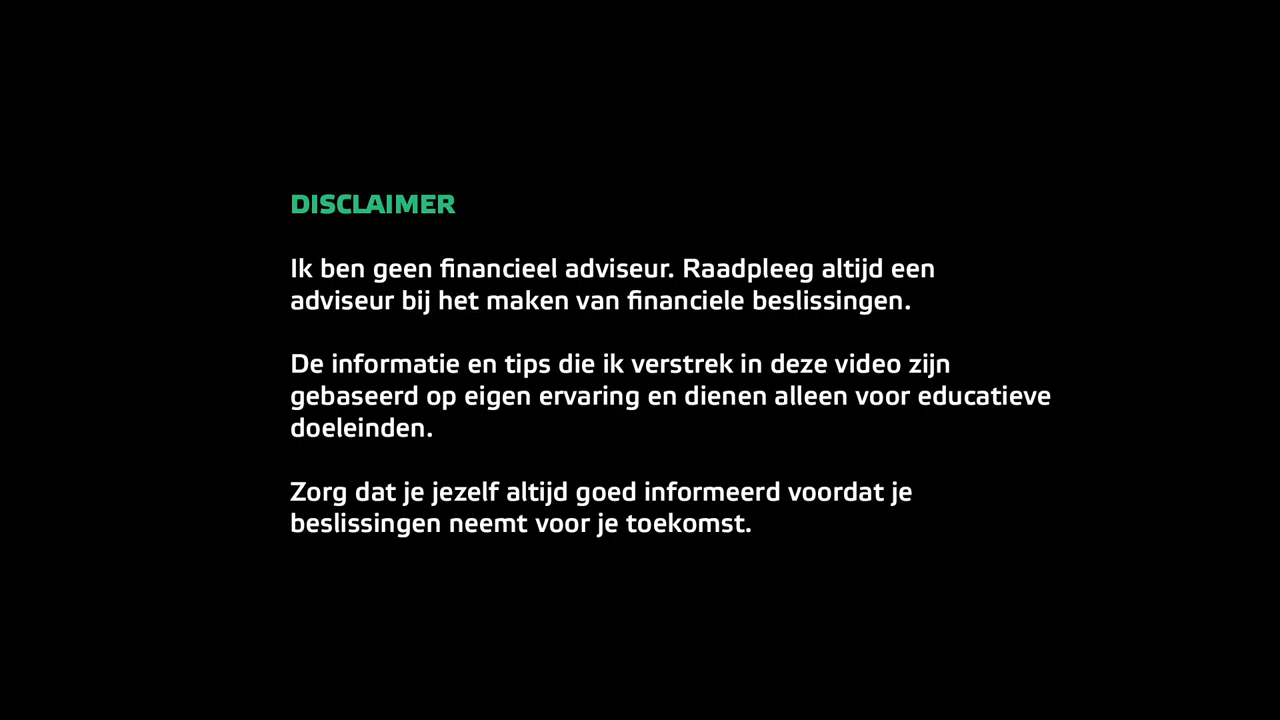 DISCLAIMER
Ik ben geen financieel adviseur. Raadpleeg altijd een
adviseur bij het maken van financiele beslissingen.
De informatie en tips die ik verstrek in deze video zijn
gebaseerd op eigen ervaring en dienen alleen voor educatieve
doeleinden.
Zorg dat je jezelf altijd goed informeerd voordat je
beslissingen neemt voor je toekomst.